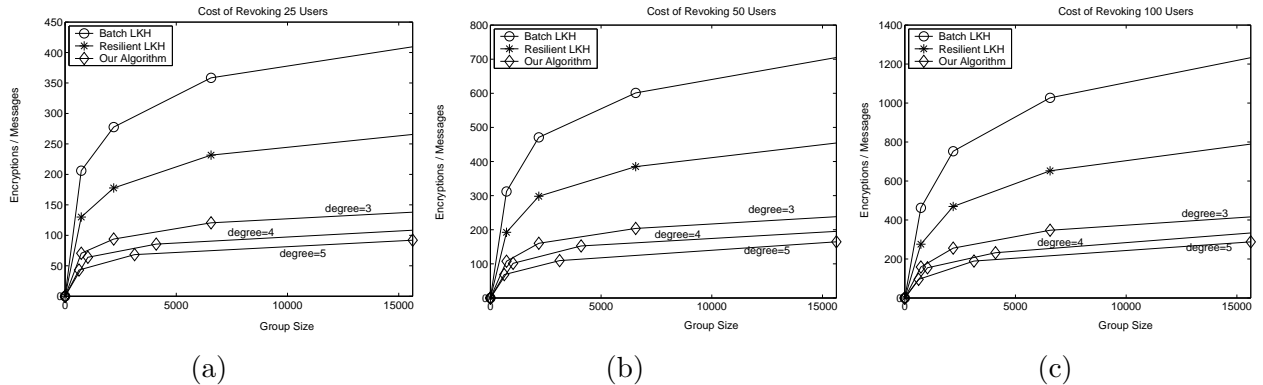 Cost of Revoking 25 Users
450
400
350
300
250
200
150
100
50
0
Encryptions / Messages
Batch LKH
Resilient LKH
Our Algorithm
degree=3
degree=4
degree=5
0
5000
10000
15000
Group Size
(a)
Cost of Revoking 50 Users
800
700
600
500
400
300
200
100
0
Encryptions / Messages
Batch LKH
Resilient LKH
Our Algorithm
degree=3
degree=4
degree=5
0
5000
10000
15000
Group Size
(b)
Cost of Revoking 100 Users
1400
1200
1000
800
600
400
200
0
Encryptions / Messages
Batch LKH
Resilient LKH
Our Algorithm
degree=3
degree=4
degree=5
0
5000
10000
15000
Group Size
(c)